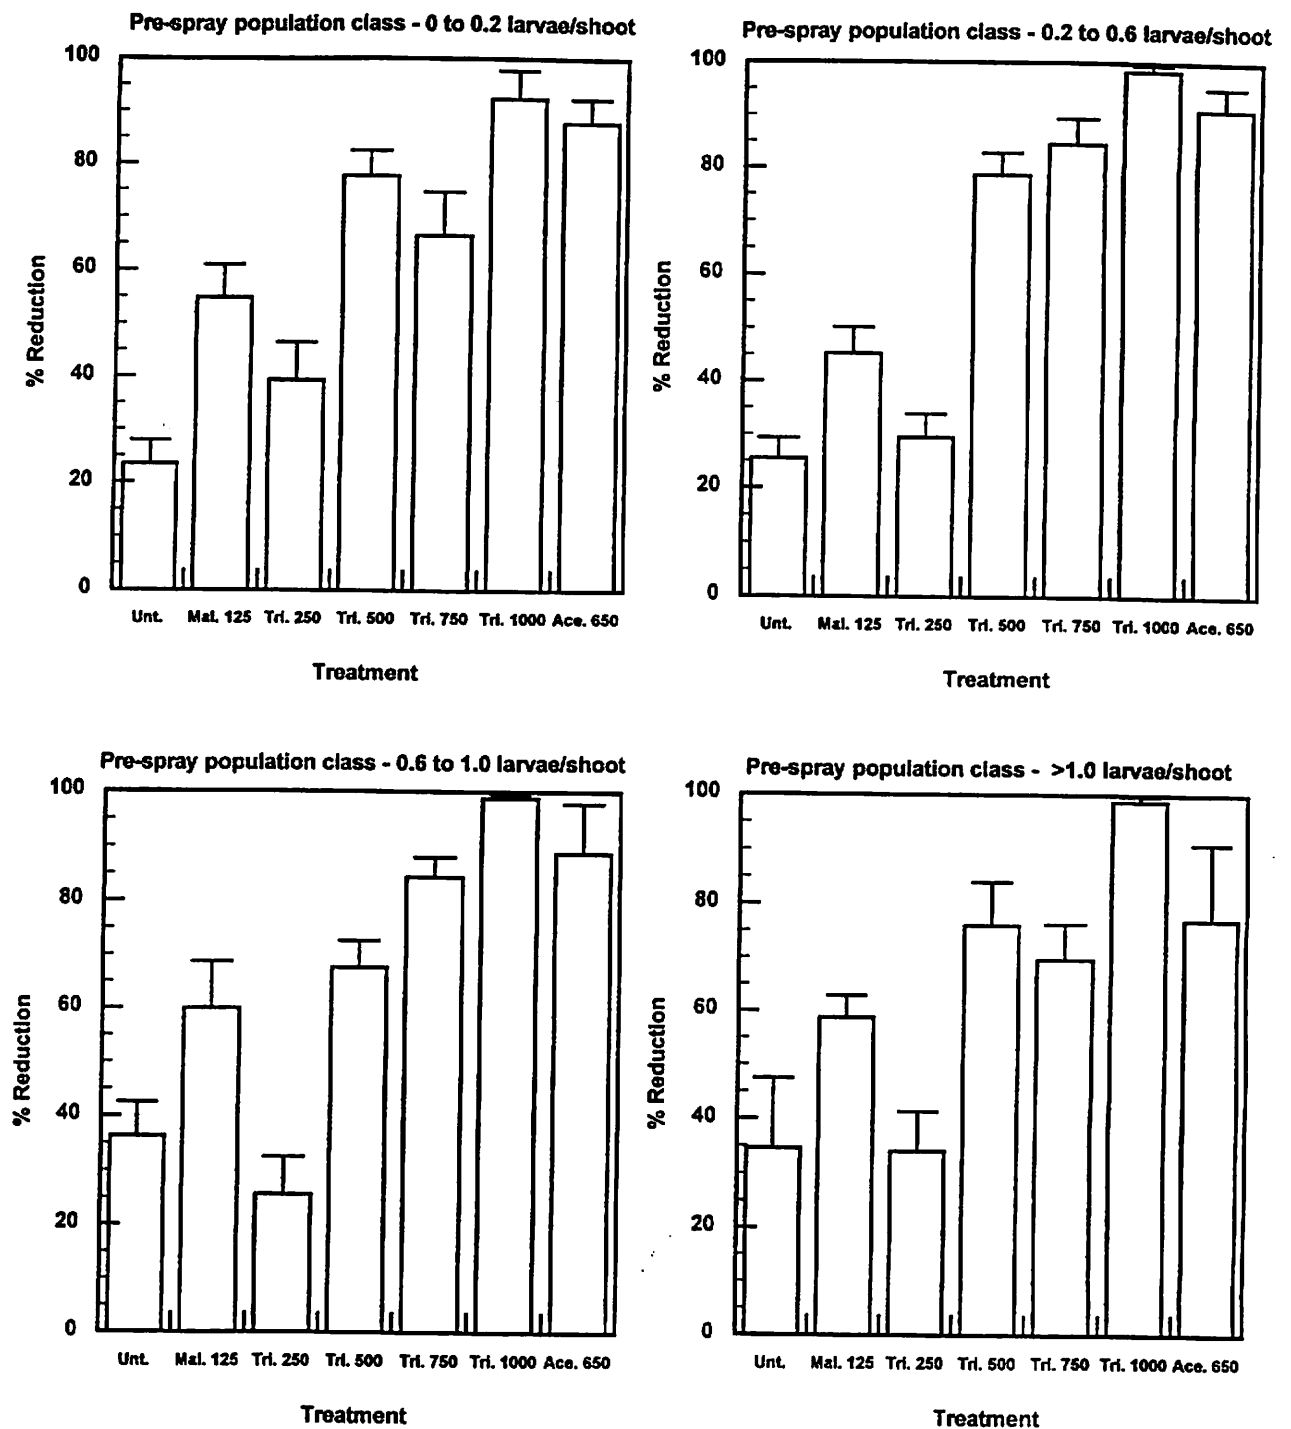 Pre-spray population class - 0 to 0.2 larvae/shoot
100
80
60
40
20
0
% Reduction
Unt. Mal. 125 Tri. 250 Tri. 500 Tri. 750 Tri. 1000 Ace. 650
Treatment
Pre-spray population class - 0.2 to 0.6 larvae/shoot
100
80
60
40
20
0
% Reduction
Unt. Mal. 125 Tri. 250 Tri. 500 Tri. 750 Tri. 1000 Ace. 650
Treatment
Pre-spray population class - 0.6 to 1.0 larvae/shoot
100
80
60
40
20
0
% Reduction
Unt. Mal. 125 Tri. 250 Tri. 500 Tri. 750 Tri. 1000 Ace. 650
Treatment
Pre-spray population class - >1.0 larvae/shoot
100
80
60
40
20
0
% Reduction
Unt. Mal. 125 Tri. 250 Tri. 500 Tri. 750 Tri. 1000 Ace. 650
Treatment